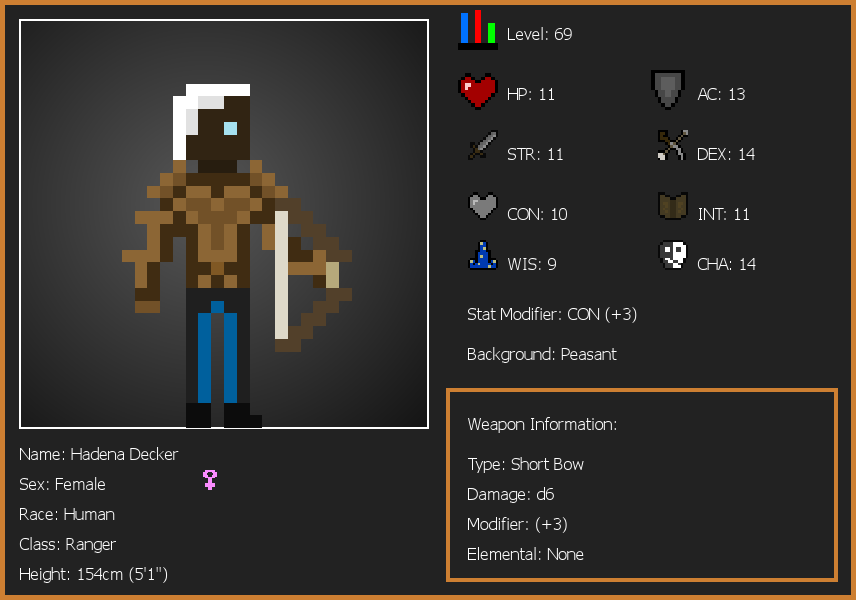 Level: 69
HP: 11
AC: 13
STR: 11
DEX: 14
CON: 10
INT: 11
WIS: 9
CHA: 14
Stat Modifier: CON (+3)
Background: Peasant
Weapon Information:
Type: Short Bow
Damage: d6
Modifier: (+3)
Elemental: None
Name: Hadena Decker
Sex: Female
Race: Human
Class: Ranger
Height: 154cm (5'1")